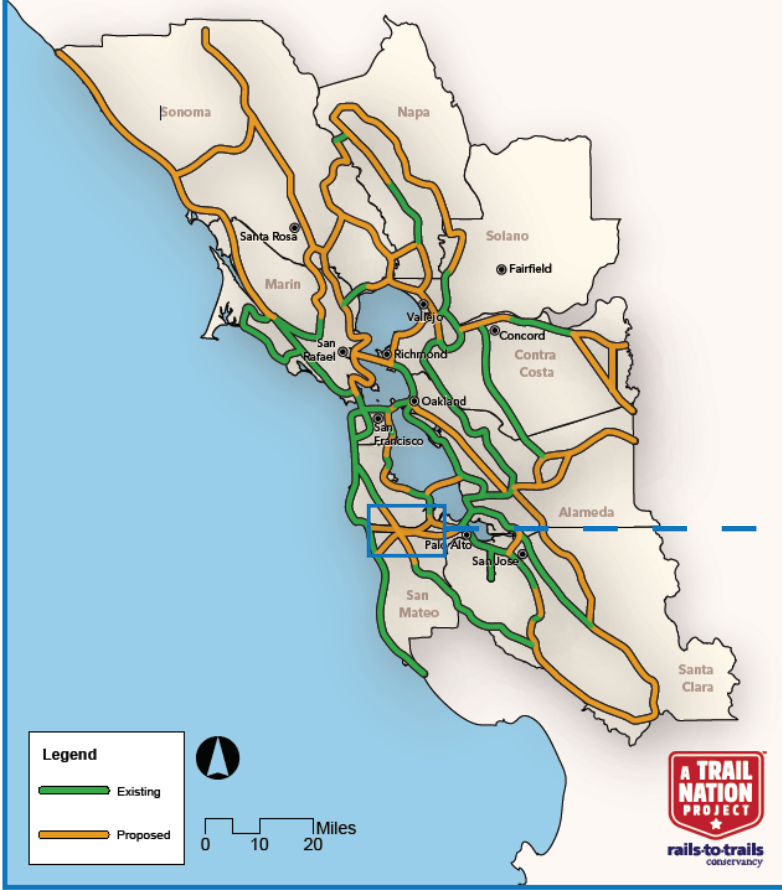 Sonoma
Napa
Santa Rosa
Solano
Fairfield
Marin
Vallejo
Concord
San
Rafael
Richmond
Contra
Costa
Oakland
San
Francisco
Alameda
Palo Alto
San Jose
San
Mateo
Santa
Clara
Legend
Existing
Proposed
Miles
0 10 20
A TRAIL
NATION
PROJECT
rails-to-trails
conservancy